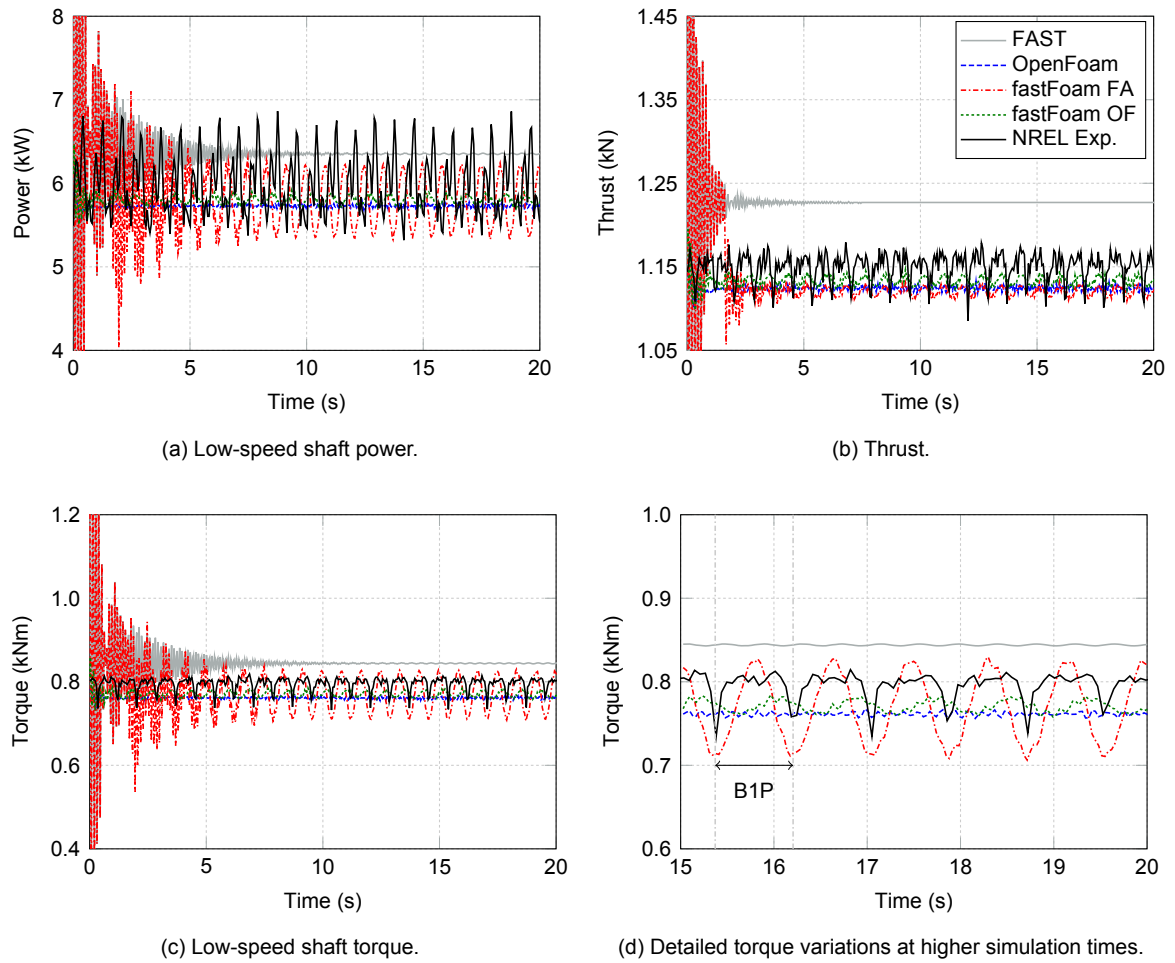 8
7
6
5
4
0
5
10
15
20
Power (kW)
Time (s)
(a) Low-speed shaft power.
1.45
1.35
1.25
1.15
1.05
0
5
10
15
20
Thrust (kN)
Time (s)
FAST
OpenFoam
fastFoam FA
fastFoam OF
NREL Exp.
(b) Thrust.
1.2
1.0
0.8
0.6
0.4
0
5
10
15
20
Torque (kNm)
Time (s)
(c) Low-speed shaft torque.
1.0
0.9
0.8
0.7
0.6
15
16
17
18
19
20
Torque (kNm)
B1P
Time (s)
(d) Detailed torque variations at higher simulation times.